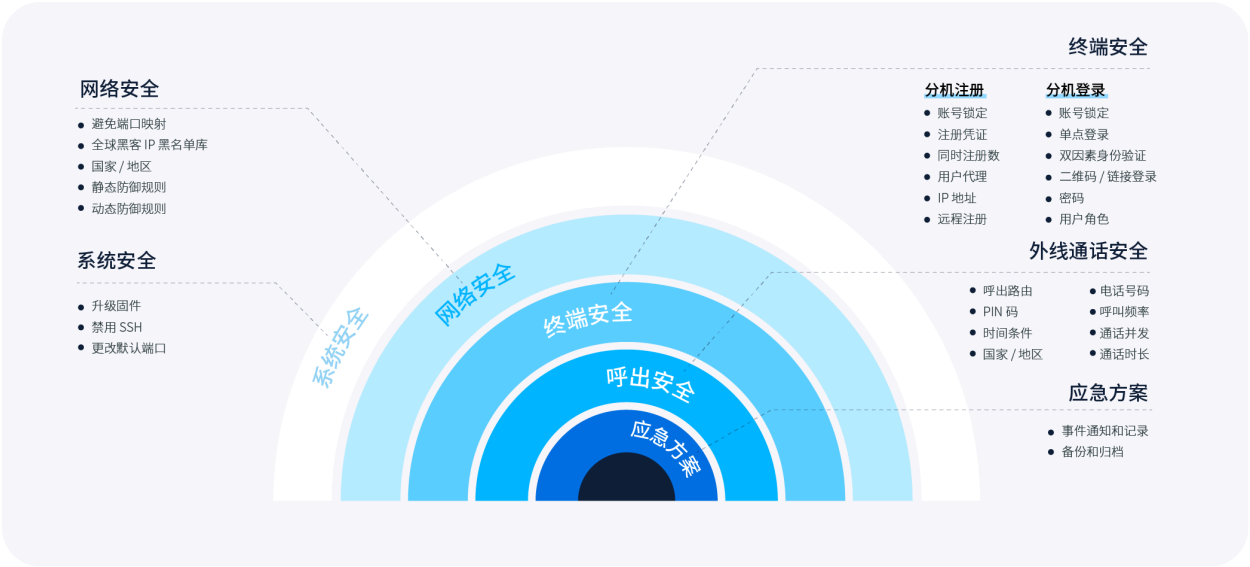 网络安全
避免端口映射
全球黑客 IP 黑名单库
国家 / 地区
静态防御规则
动态防御规则
系统安全
升级固件
禁用 SSH
更改默认端口
系统安全
网络安全
终端安全
呼出安全
应急方案
终端安全
分机注册
账号锁定
注册凭证
同时注册数
用户代理
IP 地址
远程注册
分机登录
账号锁定
单点登录
双因素身份验证
二维码 / 链接登录
密码
用户角色
外线通话安全
呼出路由
PIN 码
时间条件
国家 / 地区
电话号码
呼叫频率
通话并发
通话时长
应急方案
事件通知和记录
备份和归档